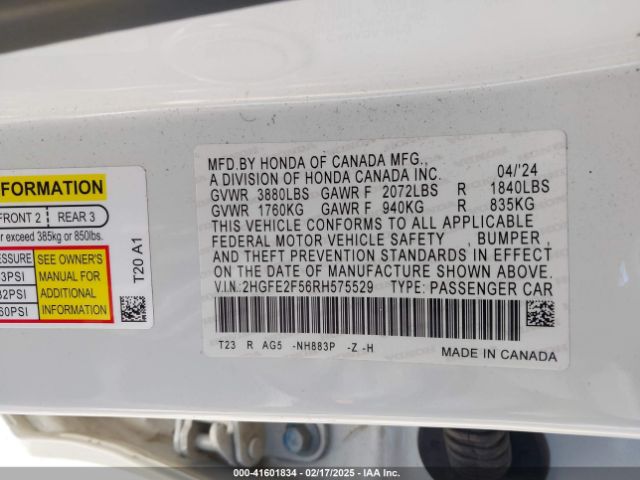 MFD.BY HONDA OF CANADA MFG.,
A DIVISION OF HONDA CANADA INC. 04/'24
GVWR 3880LBS GAWR F 2072LBS R 1840LBS
GVWR 1760KG GAWR F 940KG R 835KG
THIS VEHICLE CONFORMS TO ALL APPLICABLE
FEDERAL MOTOR VEHICLE SAFETY , BUMPER ,
AND THEFT PREVENTION STANDARDS IN EFFECT
ON THE DATE OF MANUFACTURE SHOWN ABOVE.
V.I.N.:2HGFE2F56RH575529 TYPE: PASSENGER CAR
T23 R AG5 -NH883P -Z -H
MADE IN CANADA
FORMATION
FRONT 2 REAR 3
exceed 385kg or 850lbs.
SEE OWNER'S
MANUAL FOR
ADDITIONAL
INFORMATION
3PSI
2PSI
60PSI
T20 A1
000-41601834 - 02/17/2025 - IAA Inc.